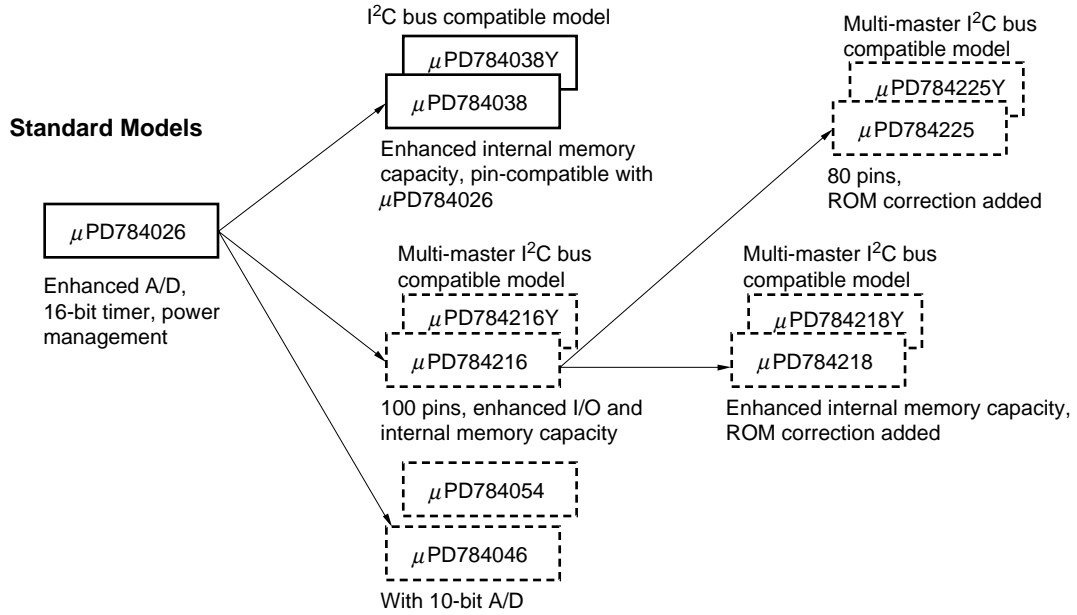 Standard Models
μPD784026
Enhanced A/D,
16-bit timer, power
management
I²C bus compatible model
μPD784038Y
μPD784038
Enhanced internal memory
capacity, pin-compatible with
μPD784026
Multi-master I²C bus
compatible model
μPD784216Y
μPD784216
100 pins, enhanced I/O and
internal memory capacity
μPD784054
μPD784046
With 10-bit A/D
Multi-master I²C bus
compatible model
μPD784225Y
μPD784225
80 pins,
ROM correction added
Multi-master I²C bus
compatible model
μPD784218Y
μPD784218
Enhanced internal memory capacity,
ROM correction added